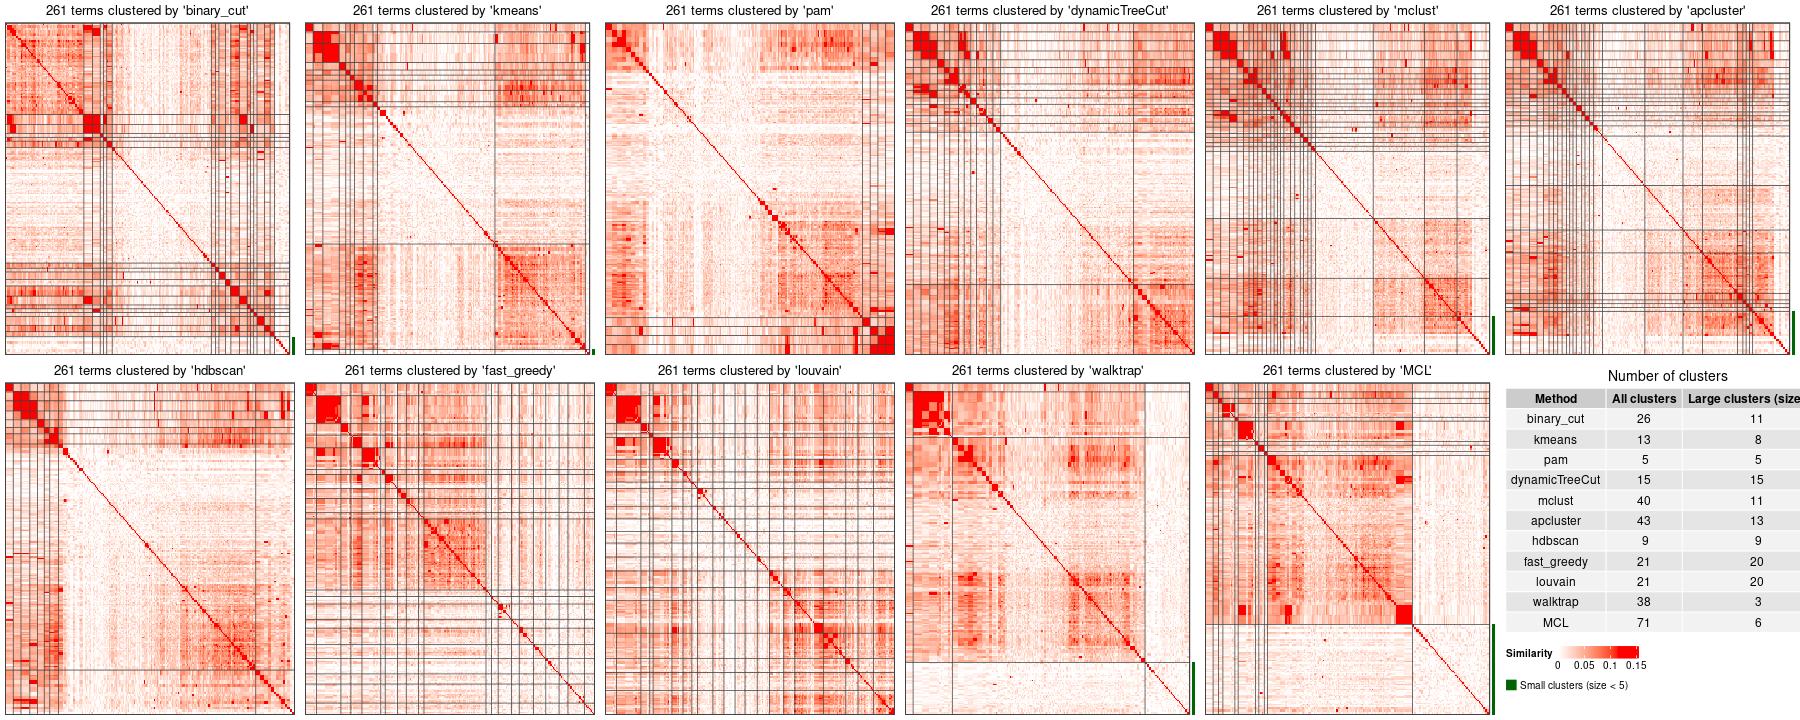 261 terms clustered by 'binary_cut'
261 terms clustered by 'kmeans'
261 terms clustered by 'pam'
261 terms clustered by 'dynamicTreeCut'
261 terms clustered by 'mclust'
261 terms clustered by 'apcluster'
261 terms clustered by 'hdbscan'
261 terms clustered by 'fast_greedy'
261 terms clustered by 'louvain'
261 terms clustered by 'walktrap'
261 terms clustered by 'MCL'
Number of clusters
Method All clusters Large clusters (size
binary_cut 26 11
kmeans 13 8
pam 5 5
dynamicTreeCut 15 15
mclust 40 11
apcluster 43 13
hdbscan 9 9
fast_greedy 21 20
louvain 21 20
walktrap 38 3
MCL 71 6
Similarity
0 0.05 0.1 0.15
Small clusters (size < 5)